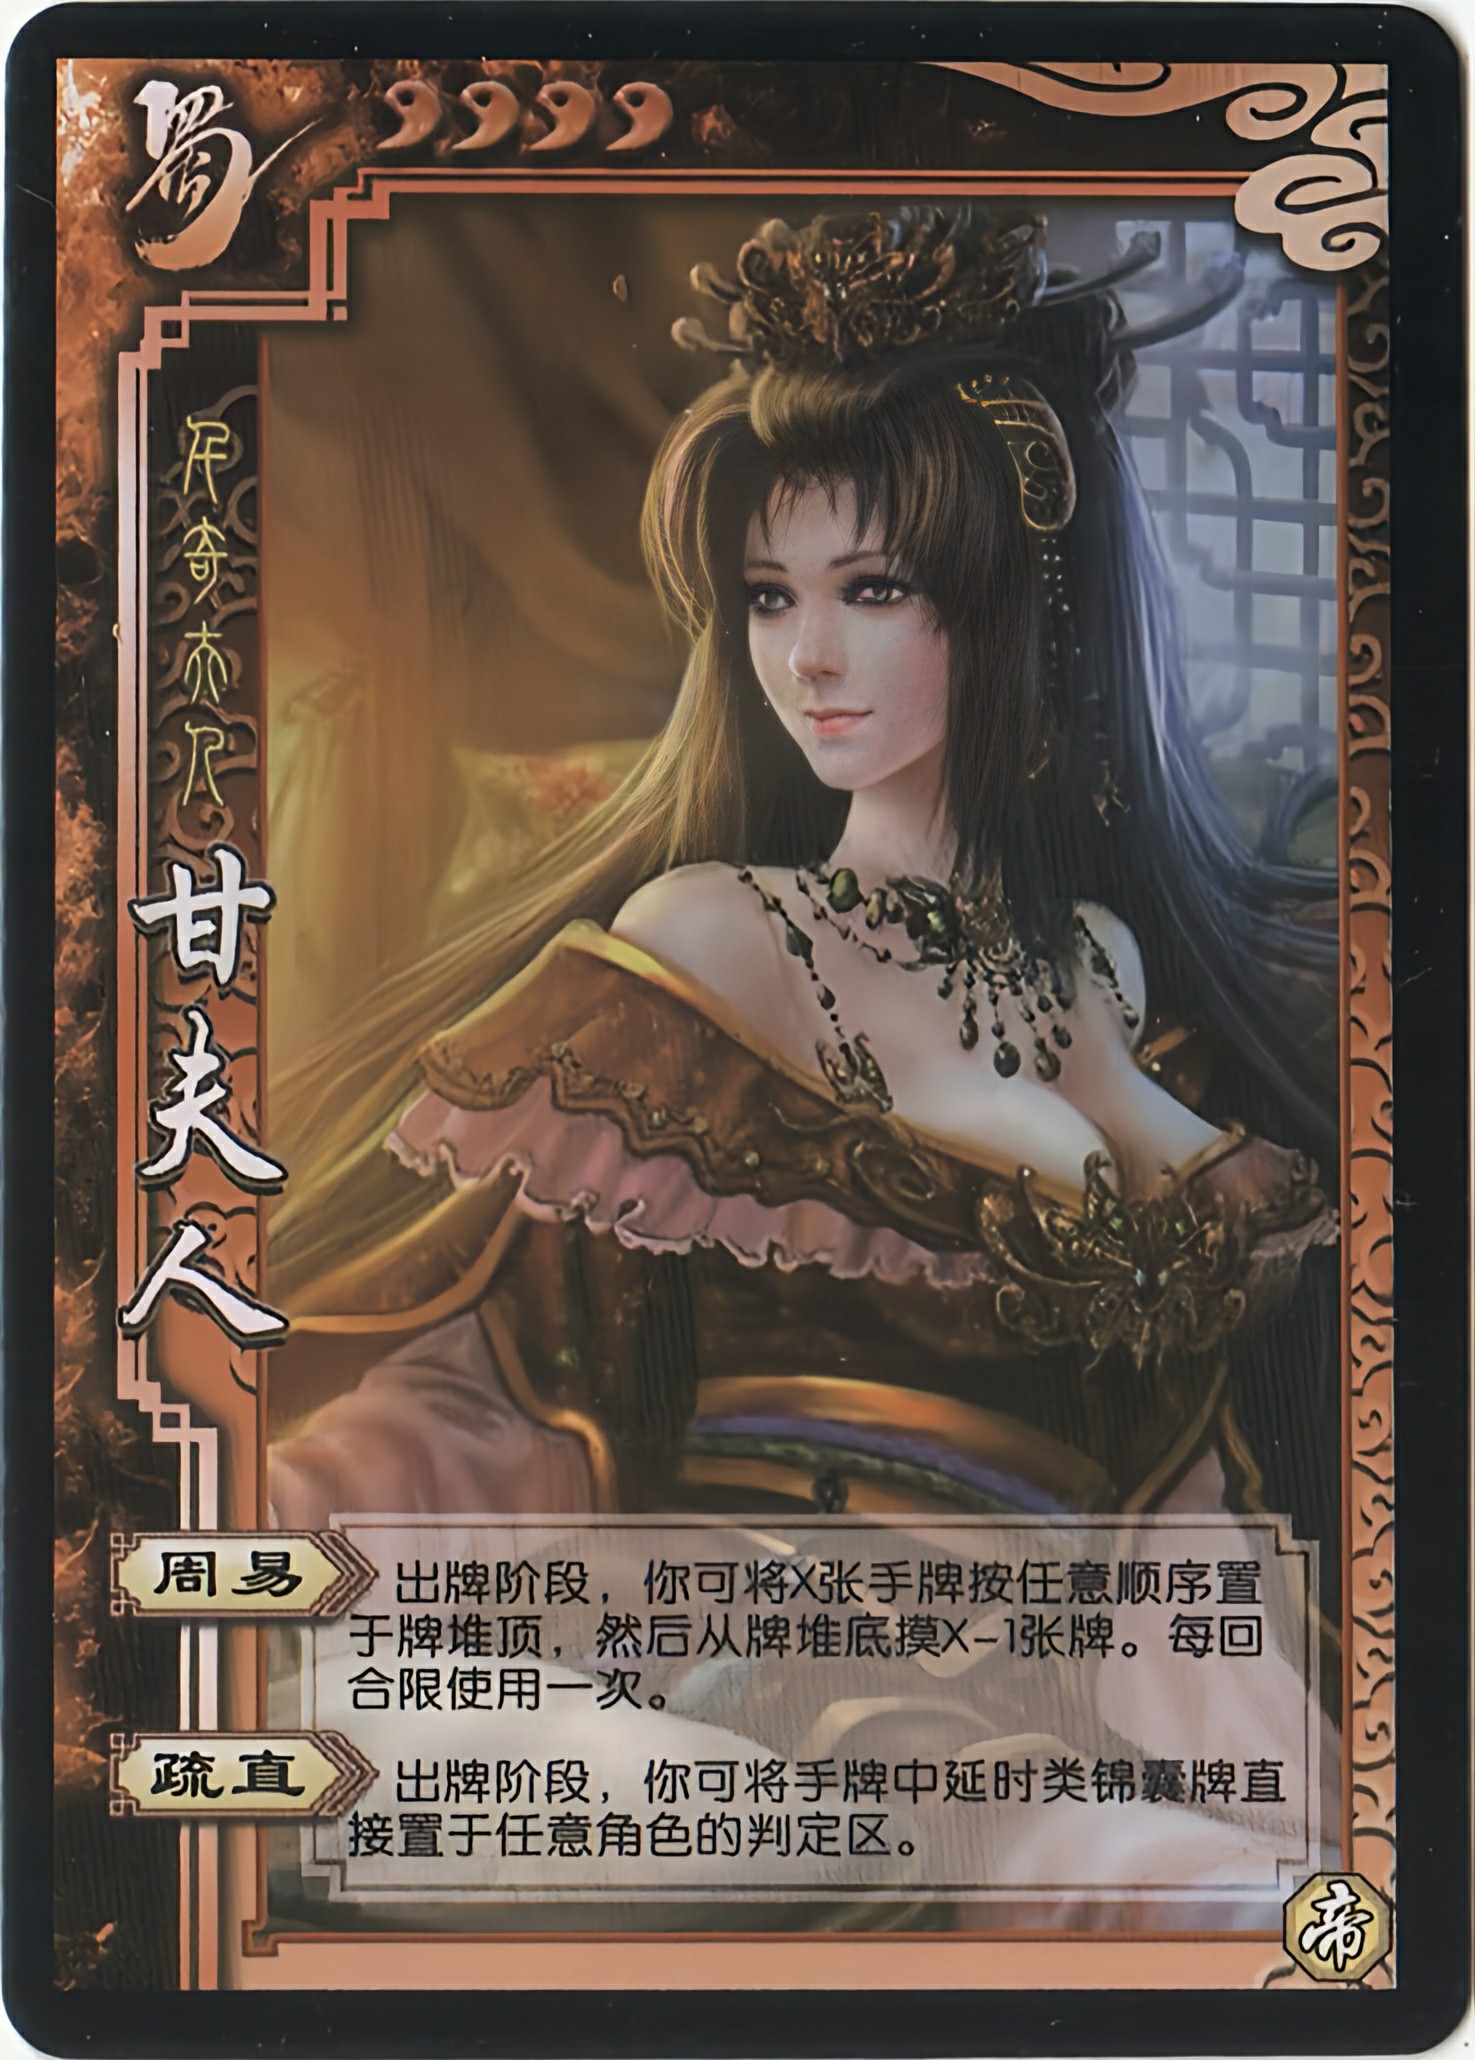 蜀
甘夫人
周易
出牌阶段，你可将X张手牌按任意顺序置
于牌堆顶，然后从牌堆底摸X-1张牌。每回
合限使用一次。
疏直
出牌阶段，你可将手牌中延时类锦囊牌直
接置于任意角色的判定区。
帝